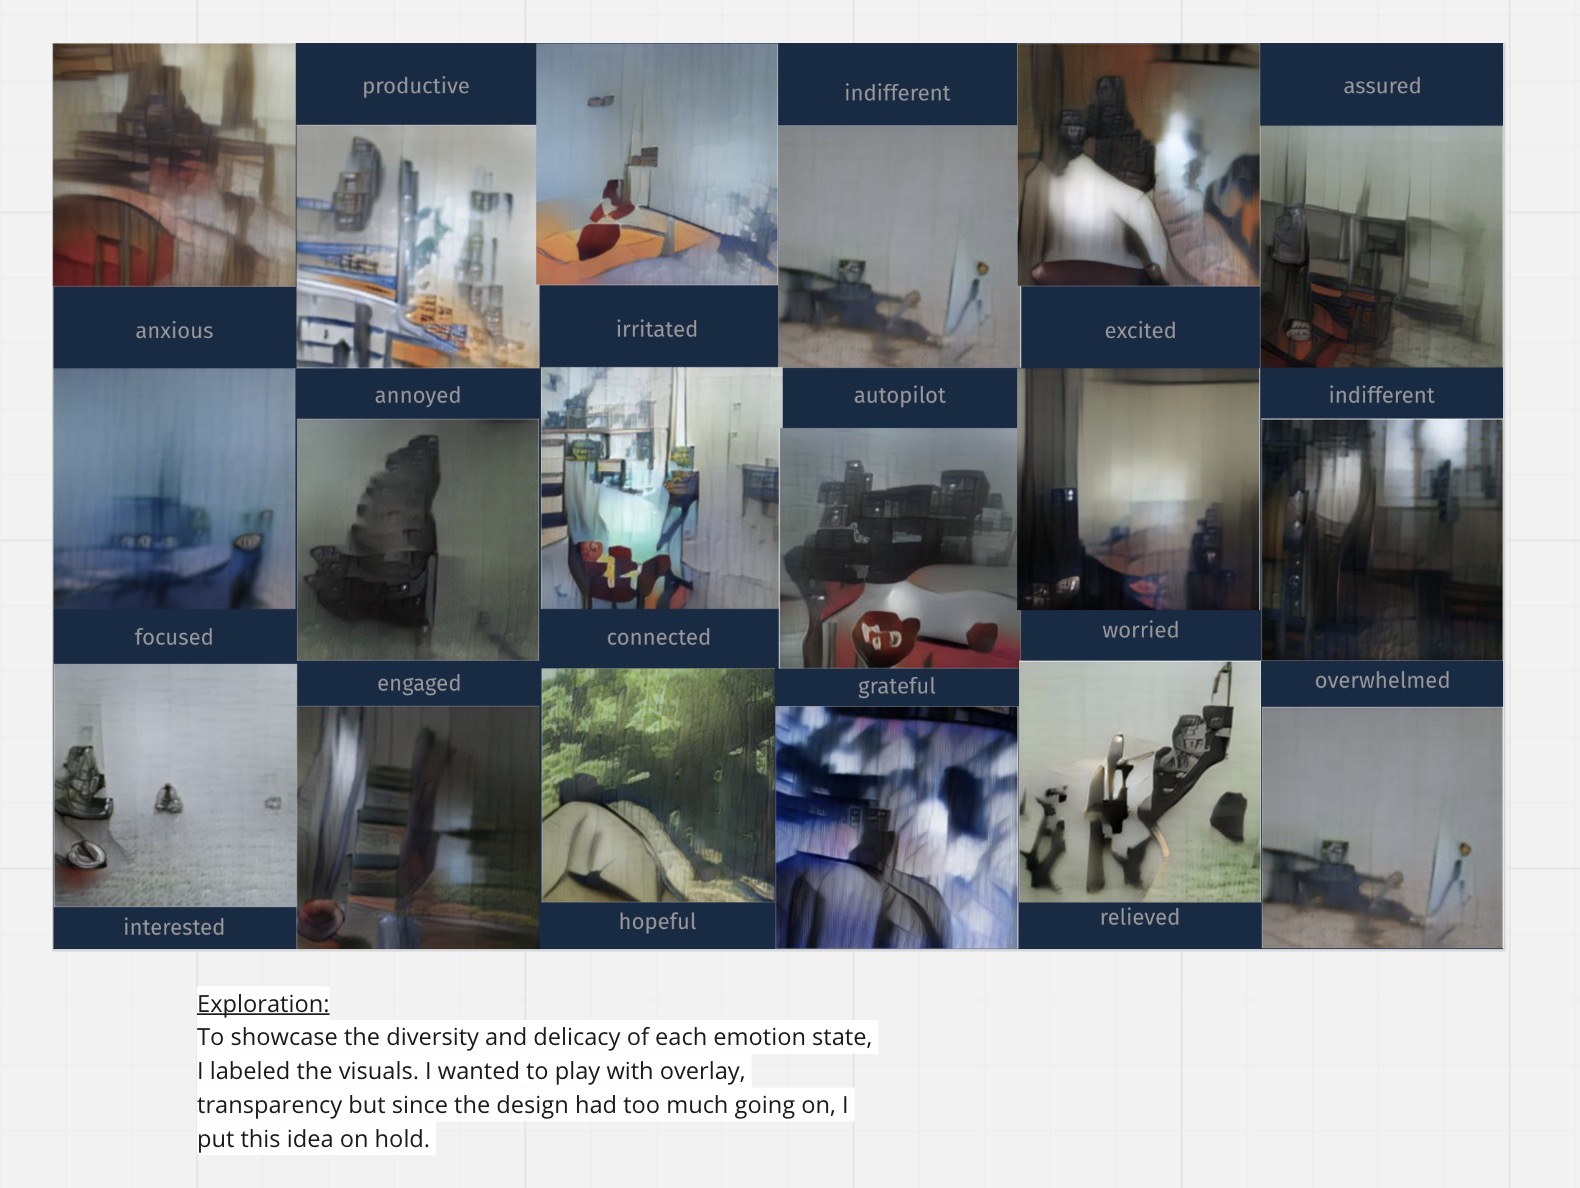 productive
indifferent
assured
anxious
irritated
excited
annoyed
autopilot
indifferent
focused
connected
worried
engaged
grateful
overwhelmed
interested
hopeful
relieved
Exploration:
To showcase the diversity and delicacy of each emotion state,
I labeled the visuals. I wanted to play with overlay,
transparency but since the design had too much going on, I
put this idea on hold.